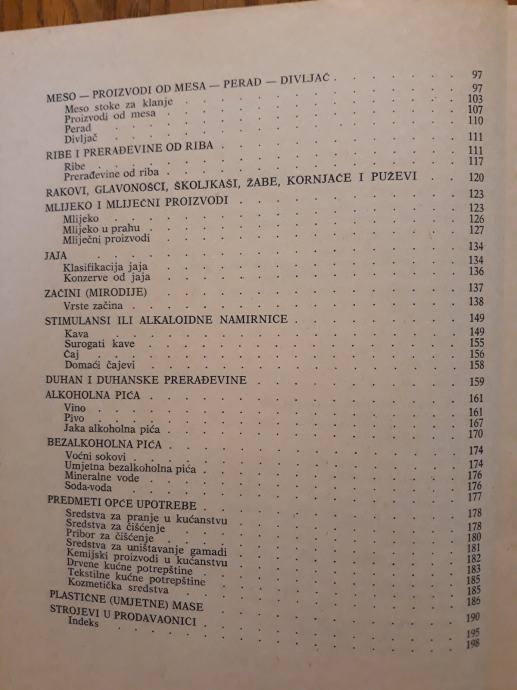 MESO — PROIZVODI OD MESA — PERAD — DIVLJAČ . . . . . . 97
Meso stoke za klanje . . . . . . 97
Proizvodi od mesa . . . . . . 103
Perad . . . . . . 107
Divljač . . . . . . 110
RIBE I PRERAĐEVINE OD RIBA . . . . . . 111
Ribe . . . . . . 111
Prerađevine od riba . . . . . . 117
RAKOVI, GLAVONOŠCI, ŠKOLJKAŠI, ŽABE, KORNJAČE I PUŽEVI . . 120
MLIJEKO I MLIJEČNI PROIZVODI . . . . . . 123
Mlijeko . . . . . . 123
Mlijeko u prahu . . . . . . 126
Mliječni proizvodi . . . . . . 127
JAJA . . . . . . 134
Klasifikacija jaja . . . . . . 134
Konzerve od jaja . . . . . . 136
ZAČINI (MIRODIJE) . . . . . . 137
Vrste začina . . . . . . 138
STIMULANSI ILI ALKALOIDNE NAMIRNICE . . . . . . 149
Kava . . . . . . 149
Surogati kave . . . . . . 155
Čaj . . . . . . 156
Domaći čajevi . . . . . . 158
DUHAN I DUHANSKE PRERAĐEVINE . . . . . . 159
ALKOHOLNA PIĆA . . . . . . 161
Vino . . . . . . 161
Pivo . . . . . . 167
Jaka alkoholna pića . . . . . . 170
BEZALKOHOLNA PIĆA . . . . . . 174
Voćni sokovi . . . . . . 174
Umjetna bezalkoholna pića . . . . . . 176
Mineralne vode . . . . . . 176
Soda-voda . . . . . . 177
PREDMETI OPĆE UPOTREBE . . . . . . 178
Sredstva za pranje u kućanstvu . . . . . . 178
Sredstva za čišćenje . . . . . . 180
Pribor za čišćenje . . . . . . 181
Sredstva za uništavanje gamadi . . . . . . 182
Kemijski proizvodi u kućanstvu . . . . . . 183
Drvene kućne potrepštine . . . . . . 185
Tekstilne kućne potrepštine . . . . . . 185
Kozmetička sredstva . . . . . . 186
PLASTIČNE (UMJETNE) MASE . . . . . . 190
STROJEVI U PRODAVAONICI . . . . . . 195
Indeks . . . . . . 198